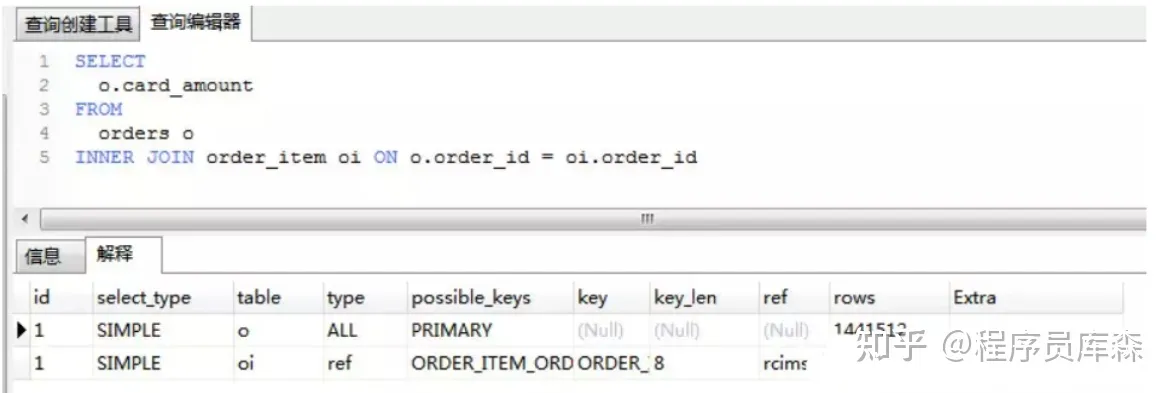 查询创建工具 查询编辑器
1 SELECT
2 o.card_amount
3 FROM
4 orders o
5 INNER JOIN order_item oi ON o.order_id = oi.order_id
信息 解释
id select_type table type possible_keys key key_len ref rows Extra
1 SIMPLE o ALL PRIMARY (Null) (Null) (Null)
1 SIMPLE oi ref ORDER_ITEM_ORD ORDER_ 8 rcims
知乎 @程序员库森